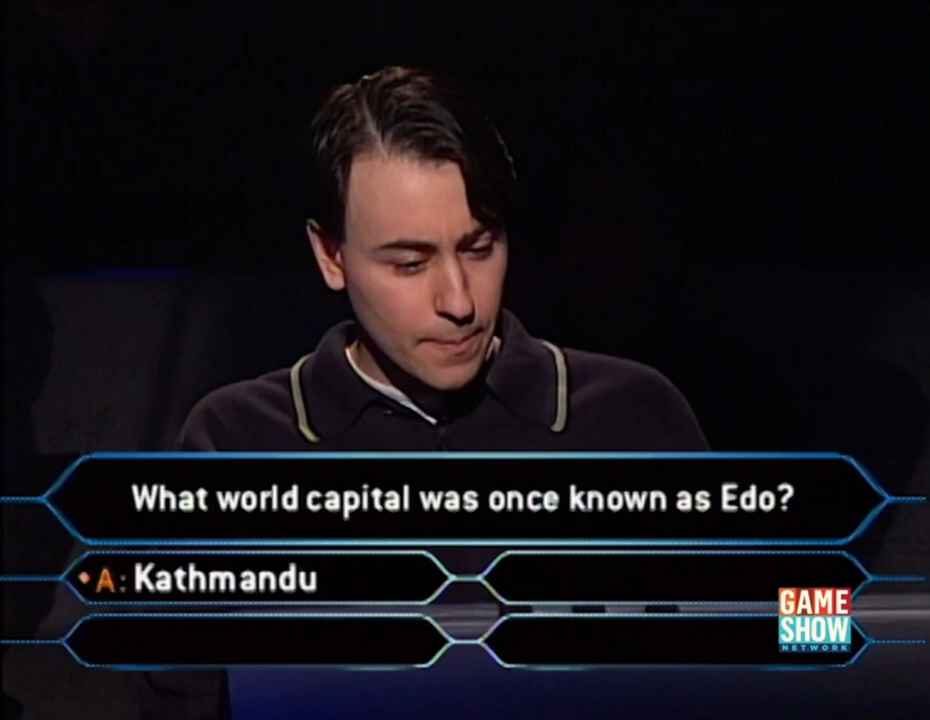 What world capital was once known as Edo?
A: Kathmandu
GAME
SHOW
NETWORK